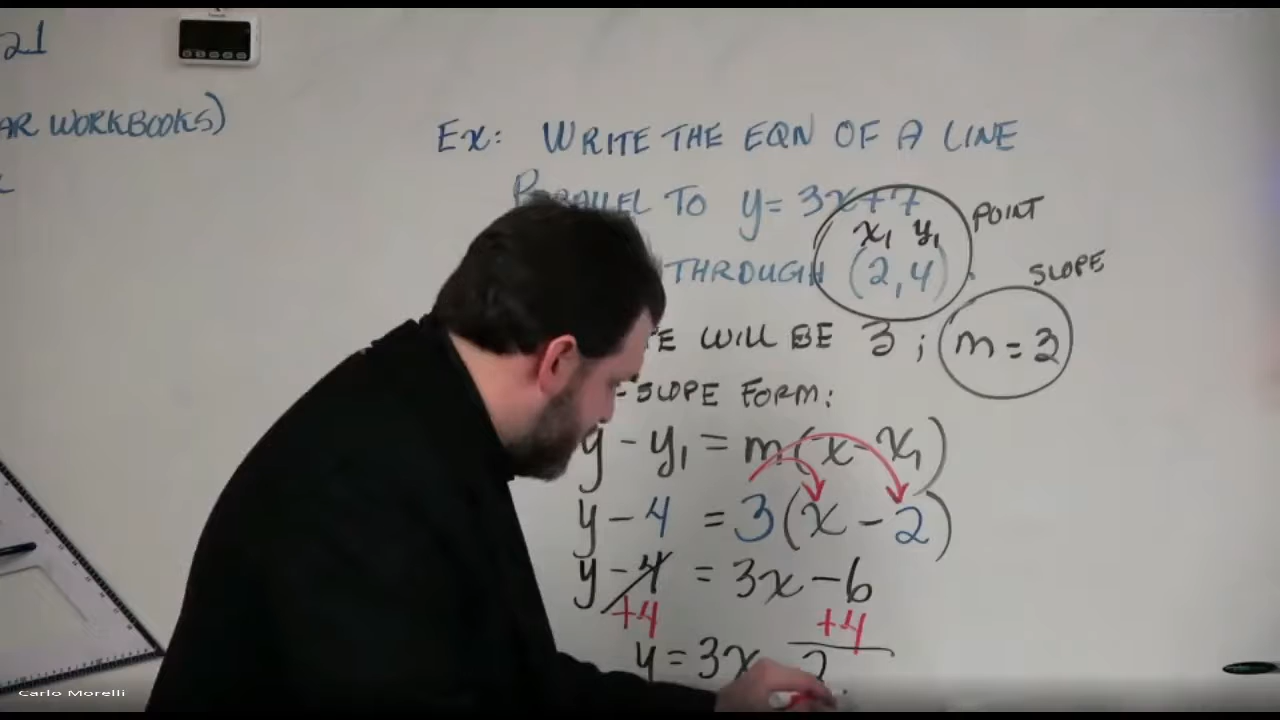 21
AR WORKBOOKS)
Ex: WRITE THE EQN OF A LINE
PARALLEL TO y = 3x+7
POINT
x₁ y₁
THROUGH (2,4).
SLOPE
WILL BE 3 ; m = 3
-SLOPE FORM:
y - y₁ = m(x - x₁)
y - 4 = 3(x - 2)
y - 4 = 3x - 6
+4 +4
y = 3x 2
Carlo Morelli